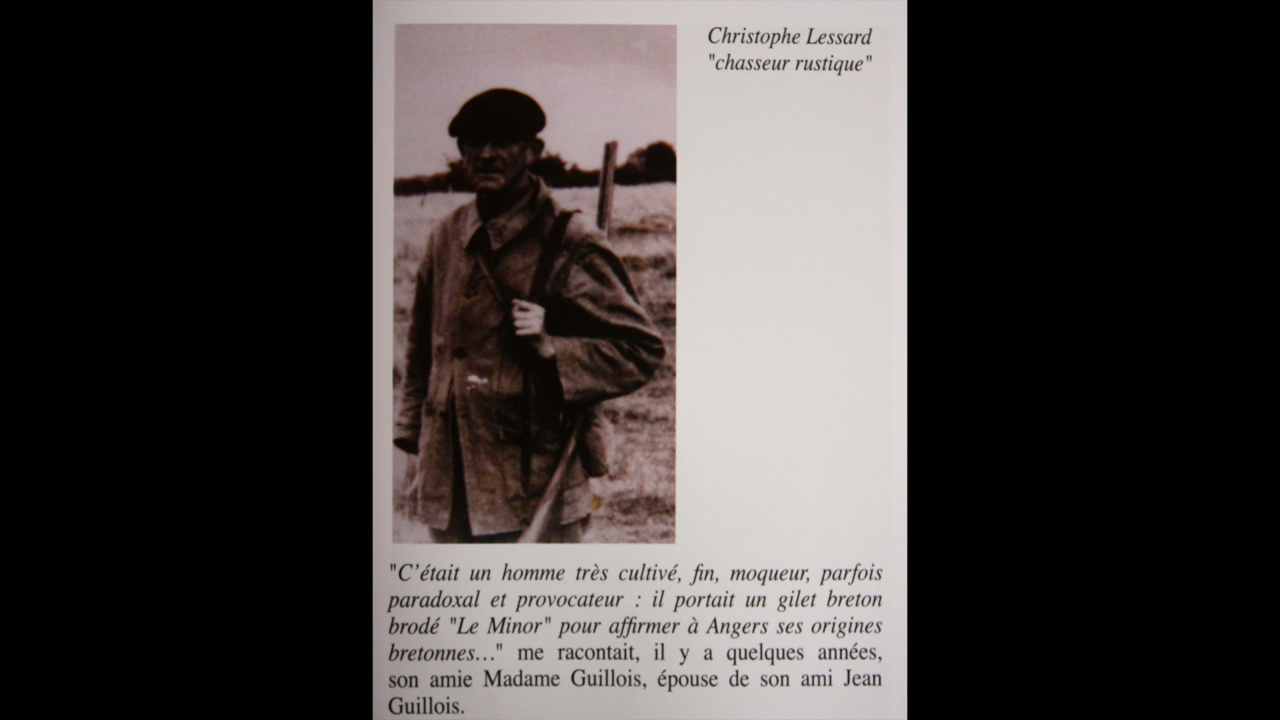 Christophe Lessard
"chasseur rustique"
"C'était un homme très cultivé, fin, moqueur, parfois
paradoxal et provocateur : il portait un gilet breton
brodé "Le Minor" pour affirmer à Angers ses origines
bretonnes…" me racontait, il y a quelques années,
son amie Madame Guillois, épouse de son ami Jean
Guillois.